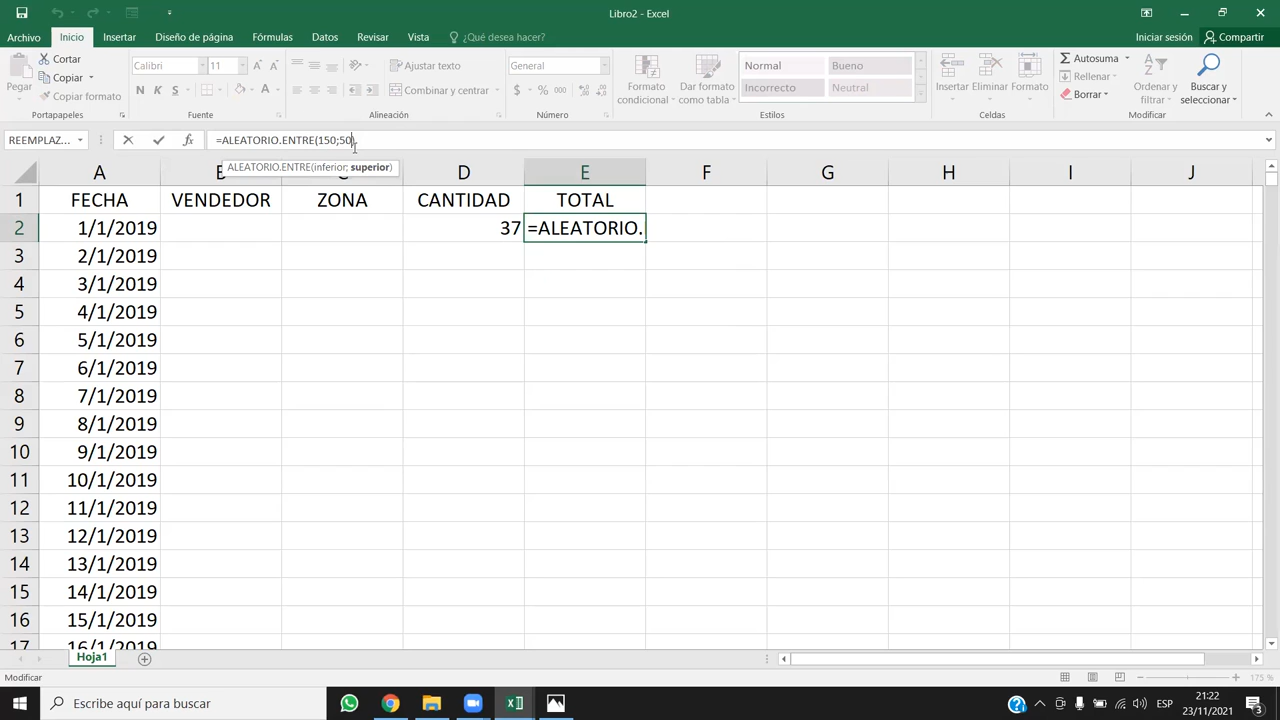 Libro2 - Excel
Archivo Inicio Insertar Diseño de página Fórmulas Datos Revisar Vista ¿Qué desea hacer? Iniciar sesión Compartir
Pegar Cortar Copiar Copiar formato
Portapapeles
Calibri 11
N K S
Fuente
Ajustar texto
Combinar y centrar
Alineación
General
$ % 000
Número
Formato condicional
Dar formato como tabla
Normal Bueno
Incorrecto Neutral
Estilos
Insertar Eliminar Formato
Celdas
Autosuma
Rellenar
Borrar
Ordenar y filtrar
Buscar y seleccionar
Modificar
REEMPLAZ... fx =ALEATORIO.ENTRE(150;50)
ALEATORIO.ENTRE(inferior; superior)
A B C D E F G H I J
1 FECHA VENDEDOR ZONA CANTIDAD TOTAL
2 1/1/2019 37 =ALEATORIO.
3 2/1/2019
4 3/1/2019
5 4/1/2019
6 5/1/2019
7 6/1/2019
8 7/1/2019
9 8/1/2019
10 9/1/2019
11 10/1/2019
12 11/1/2019
13 12/1/2019
14 13/1/2019
15 14/1/2019
16 15/1/2019
17 16/1/2019
Hoja1
Modificar 175 %
Escribe aquí para buscar
ESP
21:22
23/11/2021
3